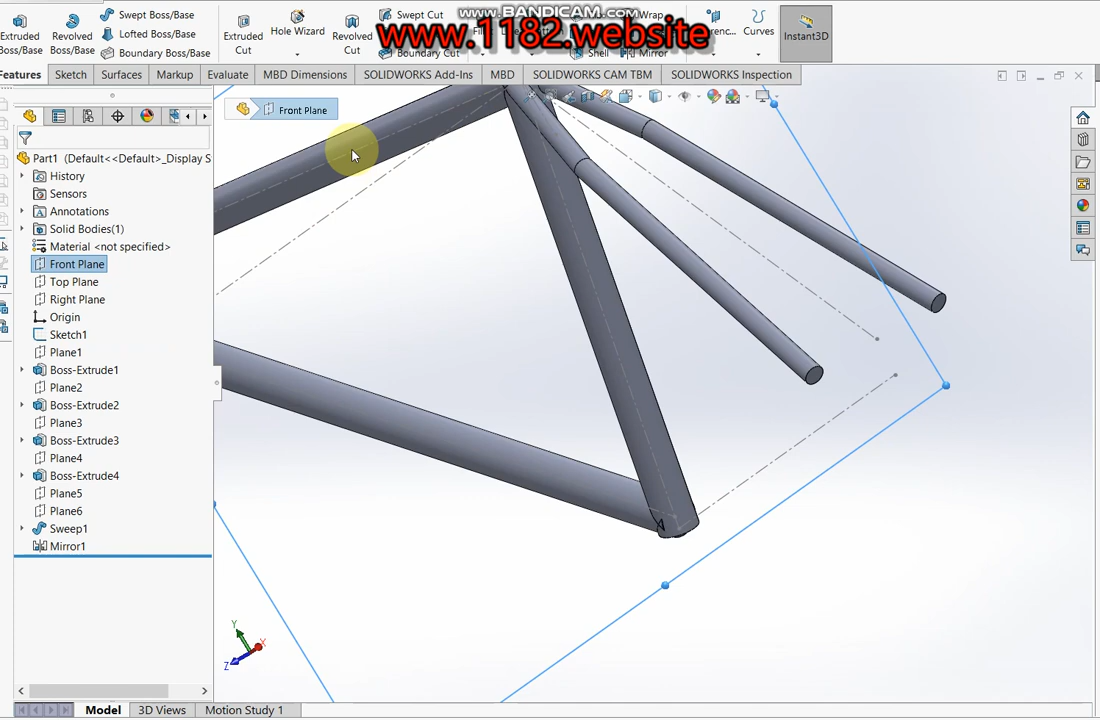 www.BANDICAM.com
www.1182.website
Extruded Boss/Base
Revolved Boss/Base
Swept Boss/Base
Lofted Boss/Base
Boundary Boss/Base
Extruded Cut
Hole Wizard
Revolved Cut
Swept Cut
Boundary Cut
Wrap
Shell
Mirror
Curves
Instant3D
Features
Sketch
Surfaces
Markup
Evaluate
MBD Dimensions
SOLIDWORKS Add-Ins
MBD
SOLIDWORKS CAM TBM
SOLIDWORKS Inspection
Front Plane
Part1 (Default<<Default>_Display S
History
Sensors
Annotations
Solid Bodies(1)
Material <not specified>
Front Plane
Top Plane
Right Plane
Origin
Sketch1
Plane1
Boss-Extrude1
Plane2
Boss-Extrude2
Plane3
Boss-Extrude3
Plane4
Boss-Extrude4
Plane5
Plane6
Sweep1
Mirror1
Y
X
Z
Model
3D Views
Motion Study 1